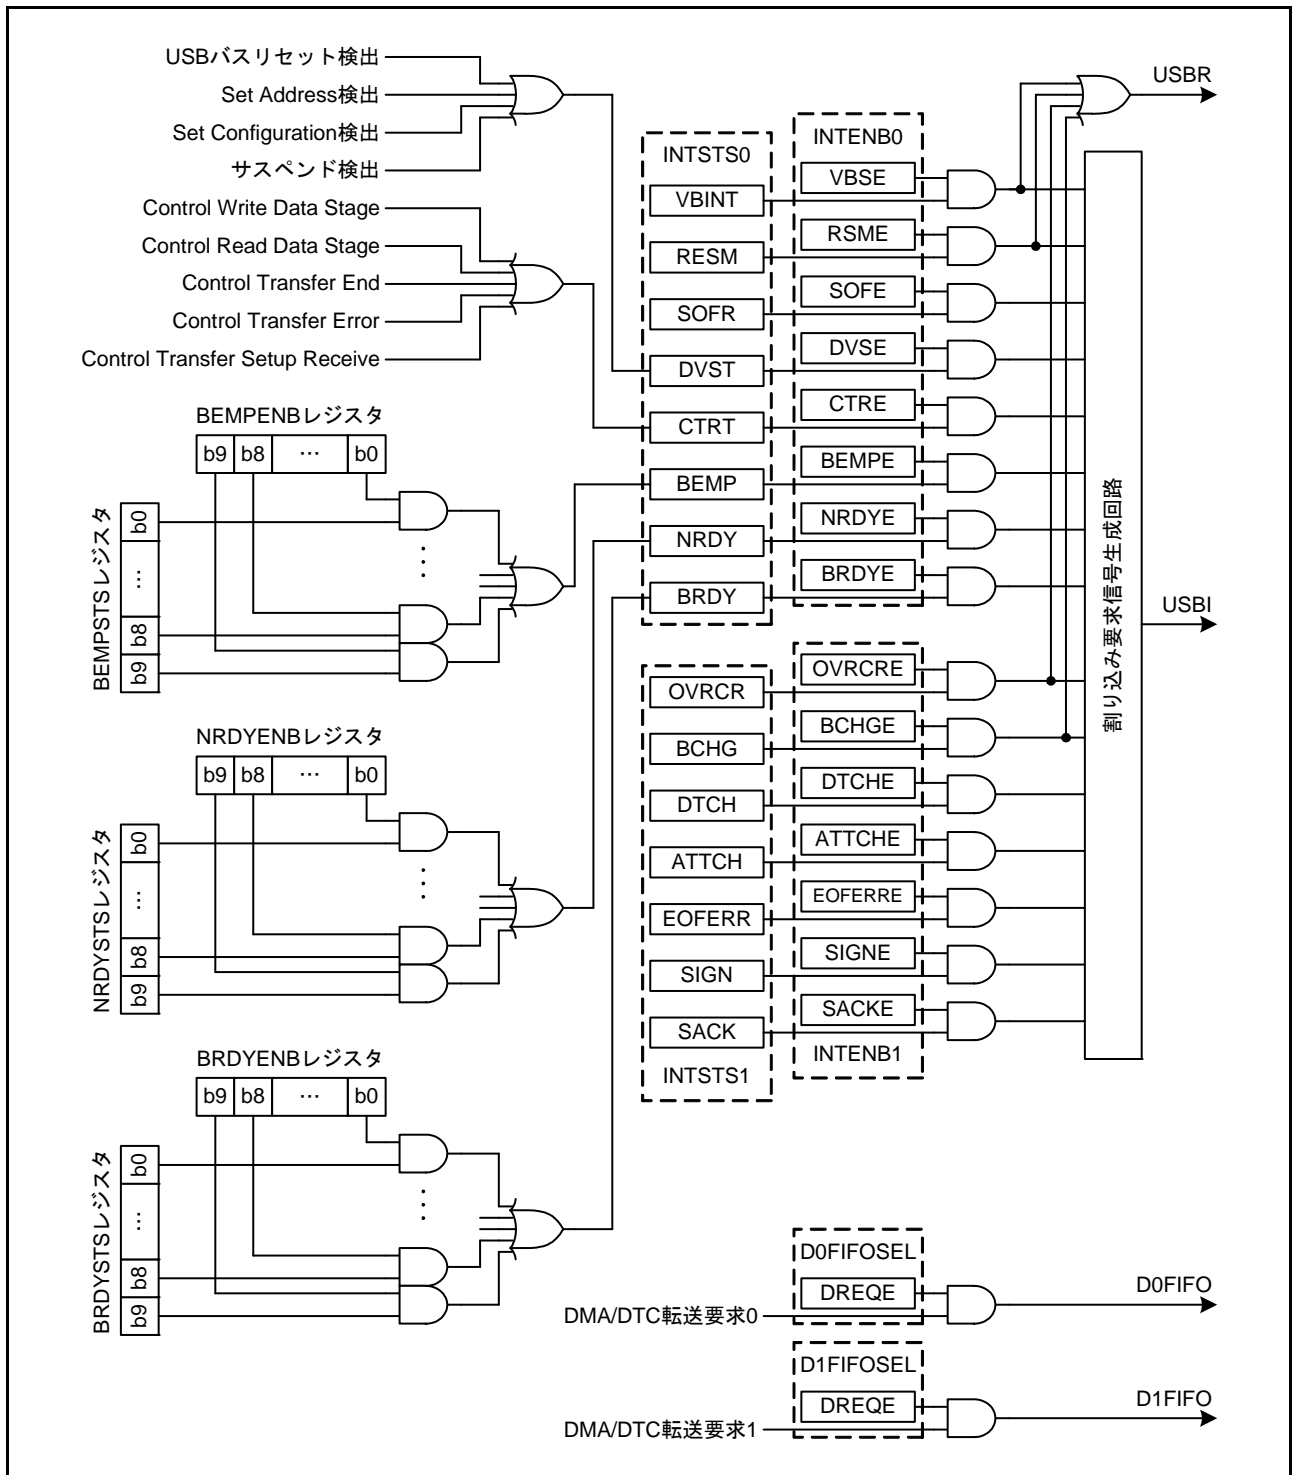 USBバスリセット検出
Set Address検出
Set Configuration検出
サスペンド検出
Control Write Data Stage
Control Read Data Stage
Control Transfer End
Control Transfer Error
Control Transfer Setup Receive
BEMPENBレジスタ
b9 b8 … b0
BEMPSTSレジスタ
b0
…
b8
b9
NRDYENBレジスタ
b9 b8 … b0
NRDYSTSレジスタ
b0
…
b8
b9
BRDYENBレジスタ
b9 b8 … b0
BRDYSTSレジスタ
b0
…
b8
b9
INTSTS0
VBINT
RESM
SOFR
DVST
CTRT
BEMP
NRDY
BRDY
INTENB0
VBSE
RSME
SOFE
DVSE
CTRE
BEMPE
NRDYE
BRDYE
OVRCR
BCHG
DTCH
ATTCH
EOFERR
SIGN
SACK
INTSTS1
OVRCRE
BCHGE
DTCHE
ATTCHE
EOFERRE
SIGNE
SACKE
INTENB1
割り込み要求信号生成回路
USBR
USBI
D0FIFOSEL
DREQE
DMA/DTC転送要求0
D0FIFO
D1FIFOSEL
DREQE
DMA/DTC転送要求1
D1FIFO